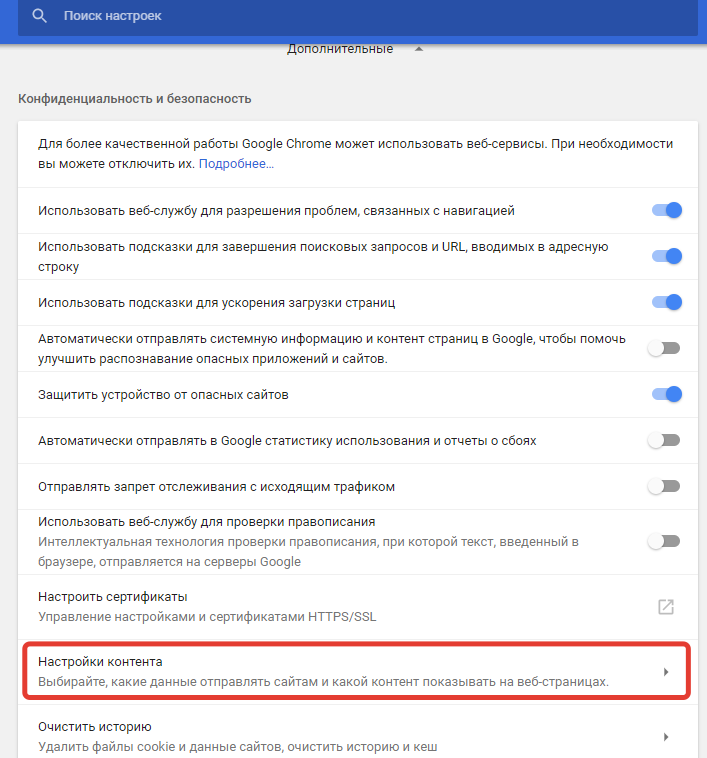 Поиск настроек
Дополнительные
Конфиденциальность и безопасность
Для более качественной работы Google Chrome может использовать веб-сервисы. При необходимости
вы можете отключить их. Подробнее...
Использовать веб-службу для разрешения проблем, связанных с навигацией
Использовать подсказки для завершения поисковых запросов и URL, вводимых в адресную
строку
Использовать подсказки для ускорения загрузки страниц
Автоматически отправлять системную информацию и контент страниц в Google, чтобы помочь
улучшить распознавание опасных приложений и сайтов.
Защитить устройство от опасных сайтов
Автоматически отправлять в Google статистику использования и отчеты о сбоях
Отправлять запрет отслеживания с исходящим трафиком
Использовать веб-службу для проверки правописания
Интеллектуальная технология проверки правописания, при которой текст, введенный в
браузере, отправляется на серверы Google
Настроить сертификаты
Управление настройками и сертификатами HTTPS/SSL
Настройки контента
Выбирайте, какие данные отправлять сайтам и какой контент показывать на веб-страницах.
Очистить историю
Удалить файлы cookie и данные сайтов, очистить историю и кеш